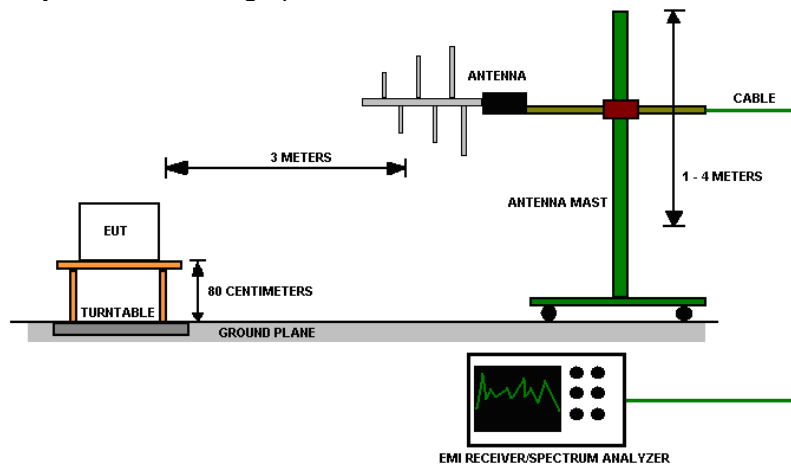 ANTENNA
CABLE
3 METERS
1 - 4 METERS
ANTENNA MAST
EUT
80 CENTIMETERS
TURNTABLE
GROUND PLANE
EMI RECEIVER/SPECTRUM ANALYZER